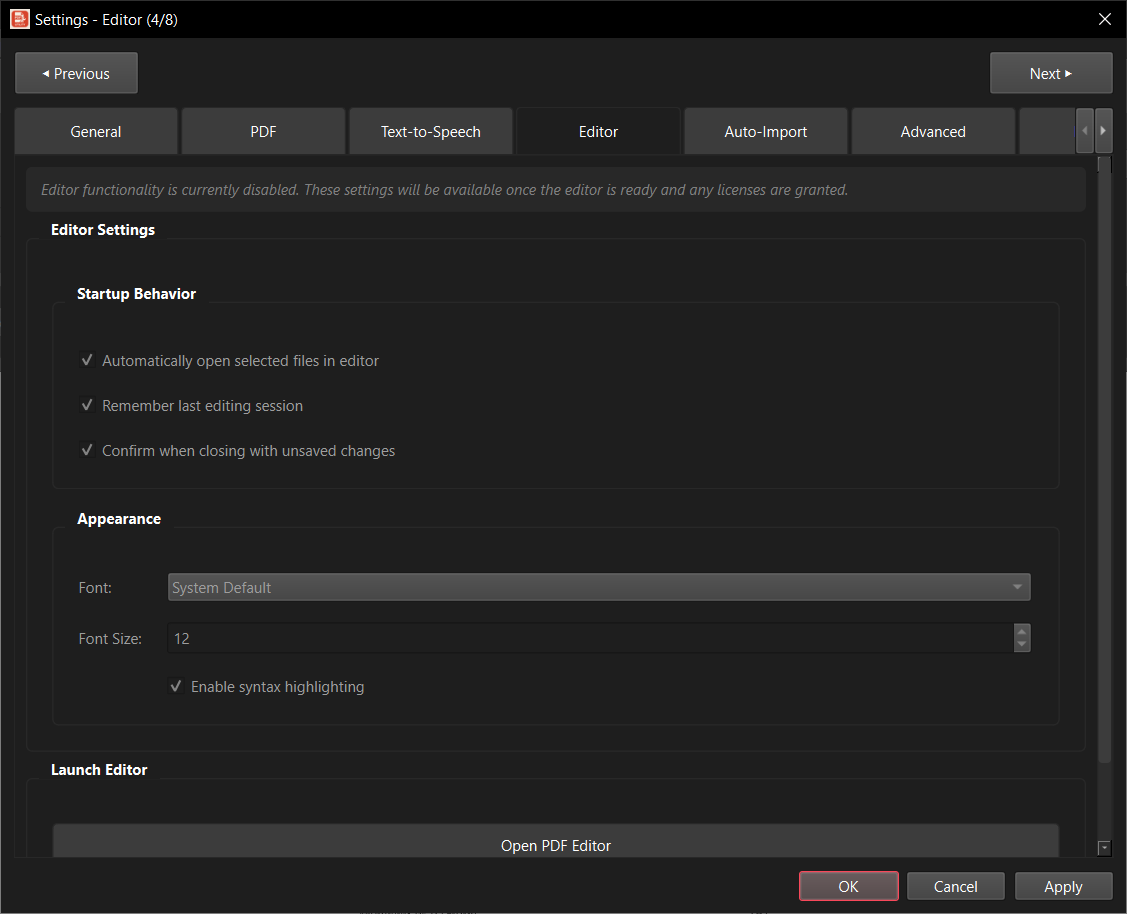 Settings - Editor (4/8)
Previous
Next
General
PDF
Text-to-Speech
Editor
Auto-Import
Advanced
Editor functionality is currently disabled. These settings will be available once the editor is ready and any licenses are granted.
Editor Settings
Startup Behavior
Automatically open selected files in editor
Remember last editing session
Confirm when closing with unsaved changes
Appearance
Font: System Default
Font Size: 12
Enable syntax highlighting
Launch Editor
Open PDF Editor
OK
Cancel
Apply